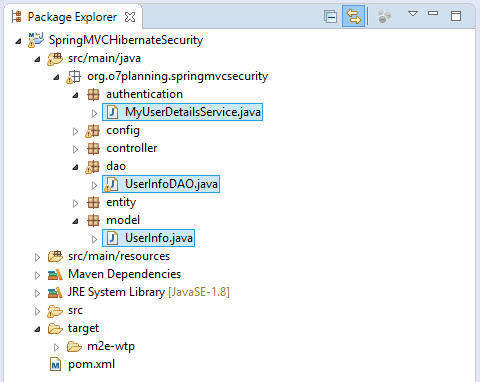 Package Explorer
SpringMVCHibernateSecurity
src/main/java
org.o7planning.springmvcsecurity
authentication
MyUserDetailsService.java
config
controller
dao
UserInfoDAO.java
entity
model
UserInfo.java
src/main/resources
Maven Dependencies
JRE System Library [JavaSE-1.8]
src
target
m2e-wtp
pom.xml